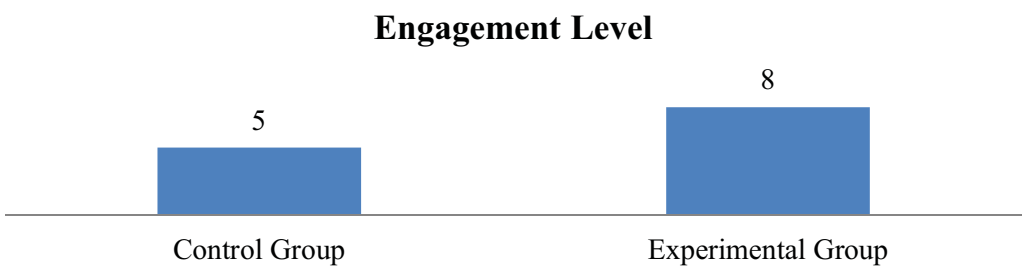 Engagement Level
5
8
Control Group
Experimental Group